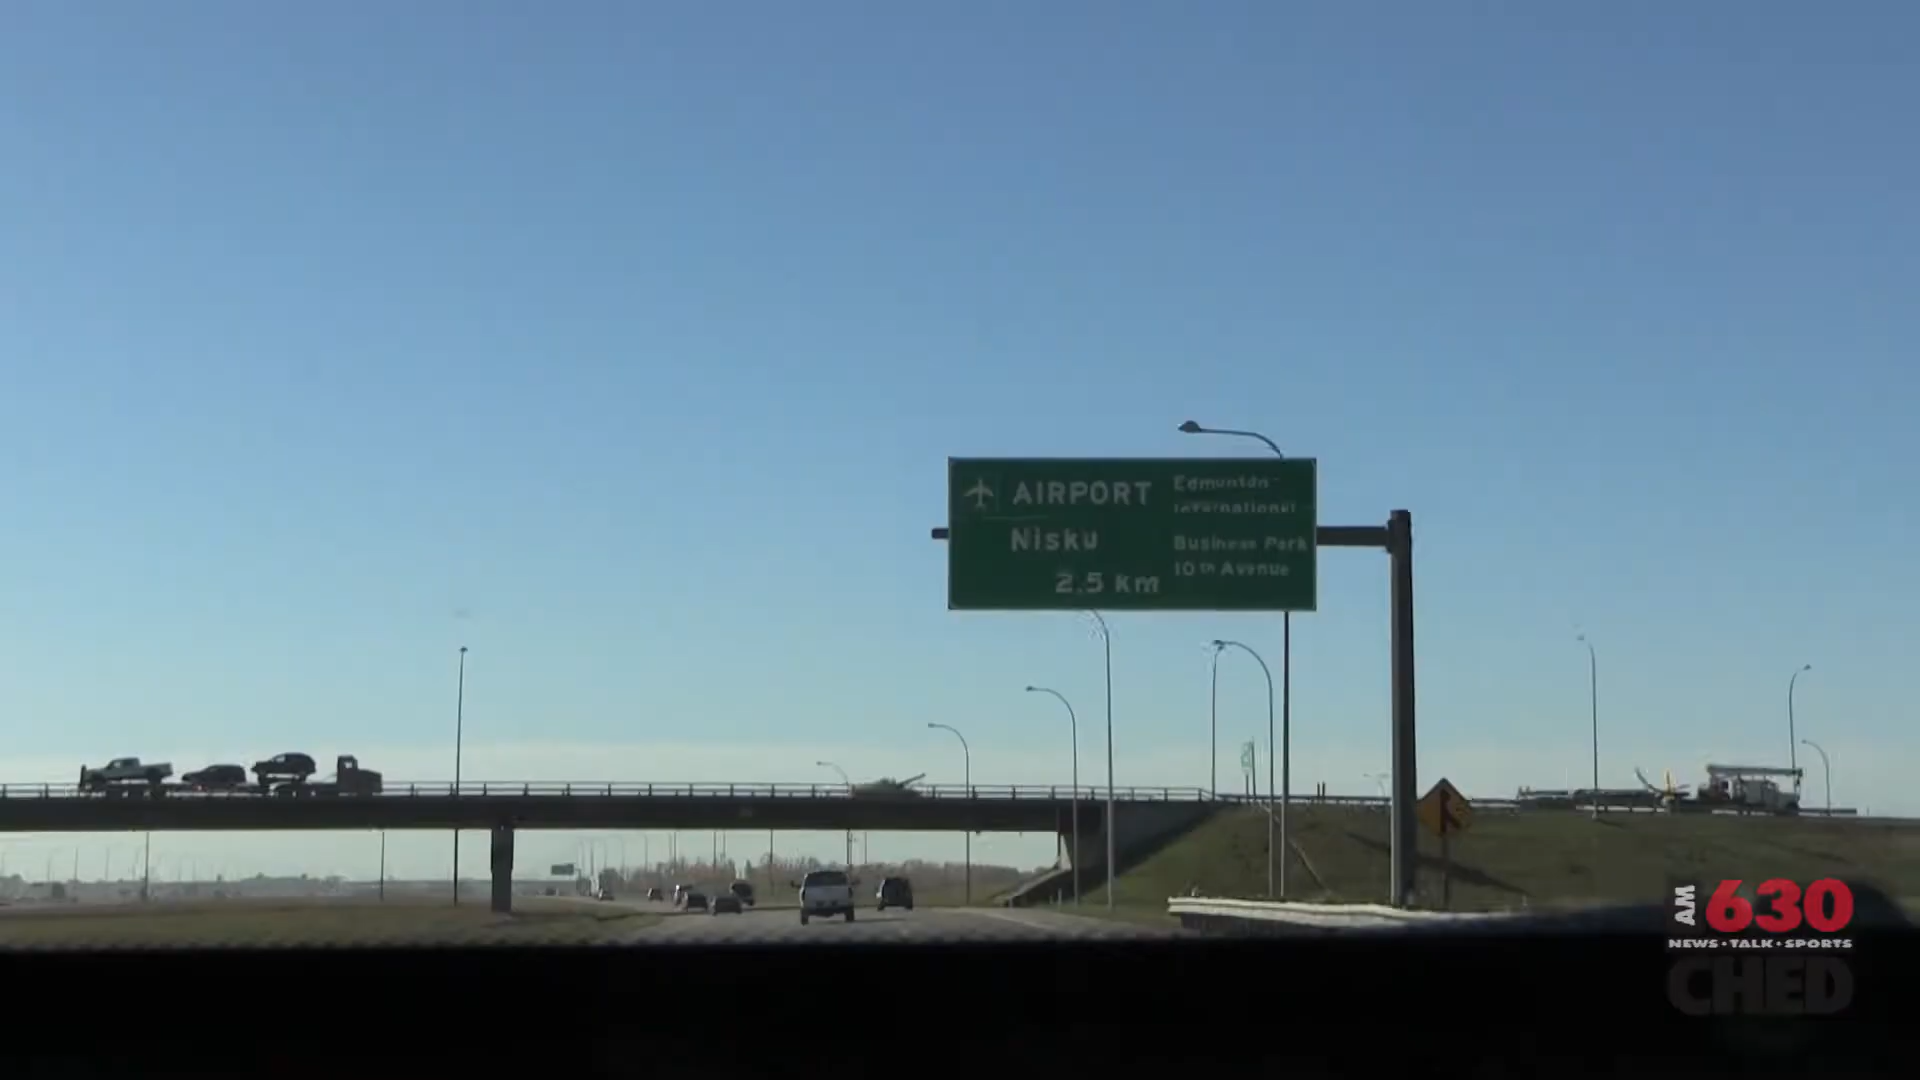 AIRPORT
Edmonton
International
Nisku
Business Park
10th Avenue
2.5 km
AM 630
NEWS • TALK • SPORTS
CHED